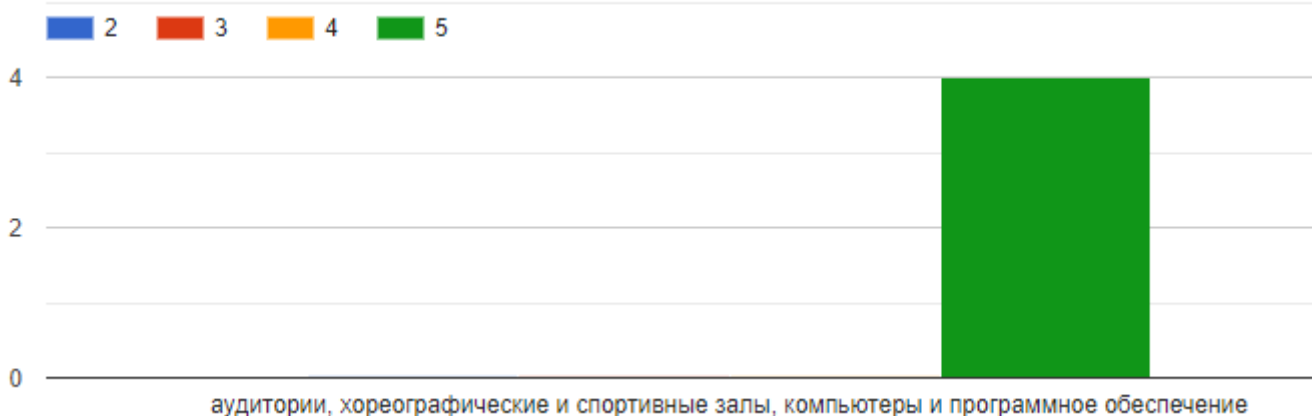 2 3 4 5
4
2
0
аудитории, хореографические и спортивные залы, компьютеры и программное обеспечение